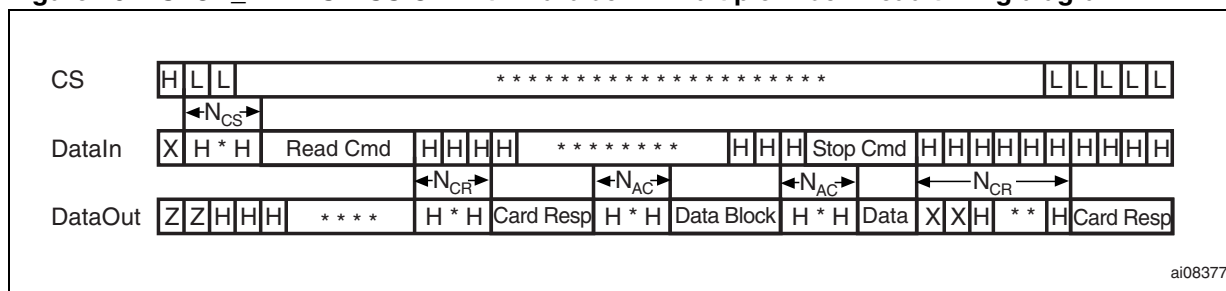 CS H L L * * * * * * * * * * * * * * * * * * * * * L L L L L
NCS
DataIn X H * H Read Cmd H H H H * * * * * * * * H H H Stop Cmd H H H H H H H H H H H
NCR NAC NAC NCR
DataOut Z Z H H H * * * * H * H Card Resp H * H Data Block H * H Data X X H * * H Card Resp
ai08377